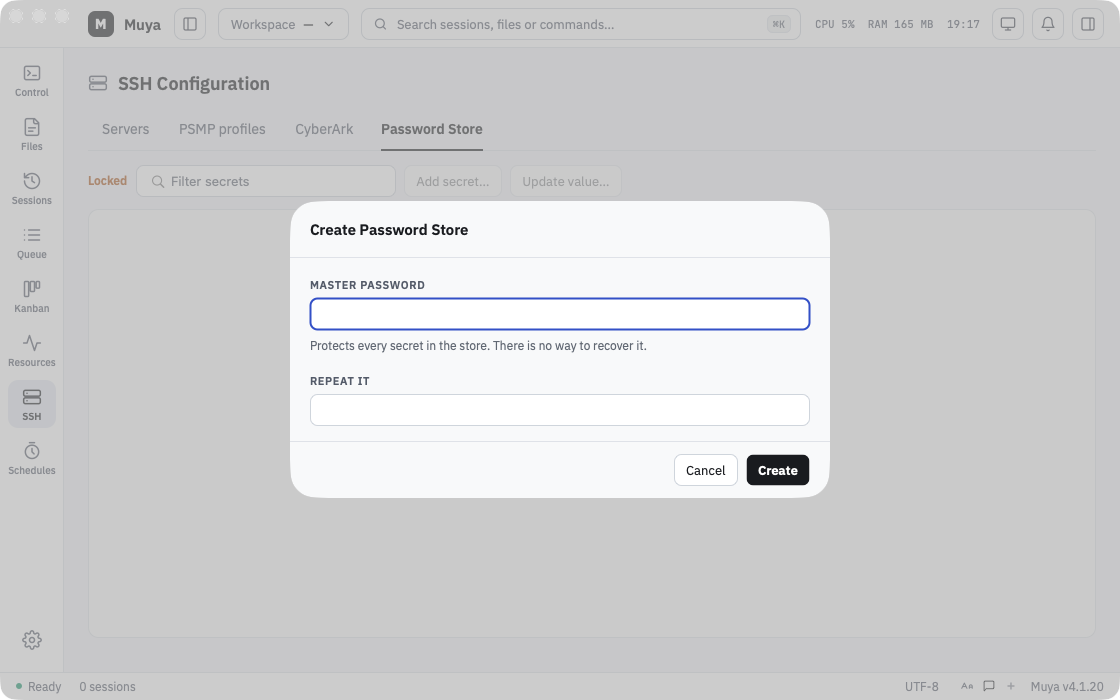 M Muya Workspace — Search sessions, files or commands... ⌘K CPU 5% RAM 165 MB 19:17
Control
Files
Sessions
Queue
Kanban
Resources
SSH
Schedules
SSH Configuration
Servers PSMP profiles CyberArk Password Store
Locked Filter secrets Add secret... Update value...
Create Password Store
MASTER PASSWORD
Protects every secret in the store. There is no way to recover it.
REPEAT IT
Cancel Create
Ready 0 sessions UTF-8 Aa + Muya v4.1.20